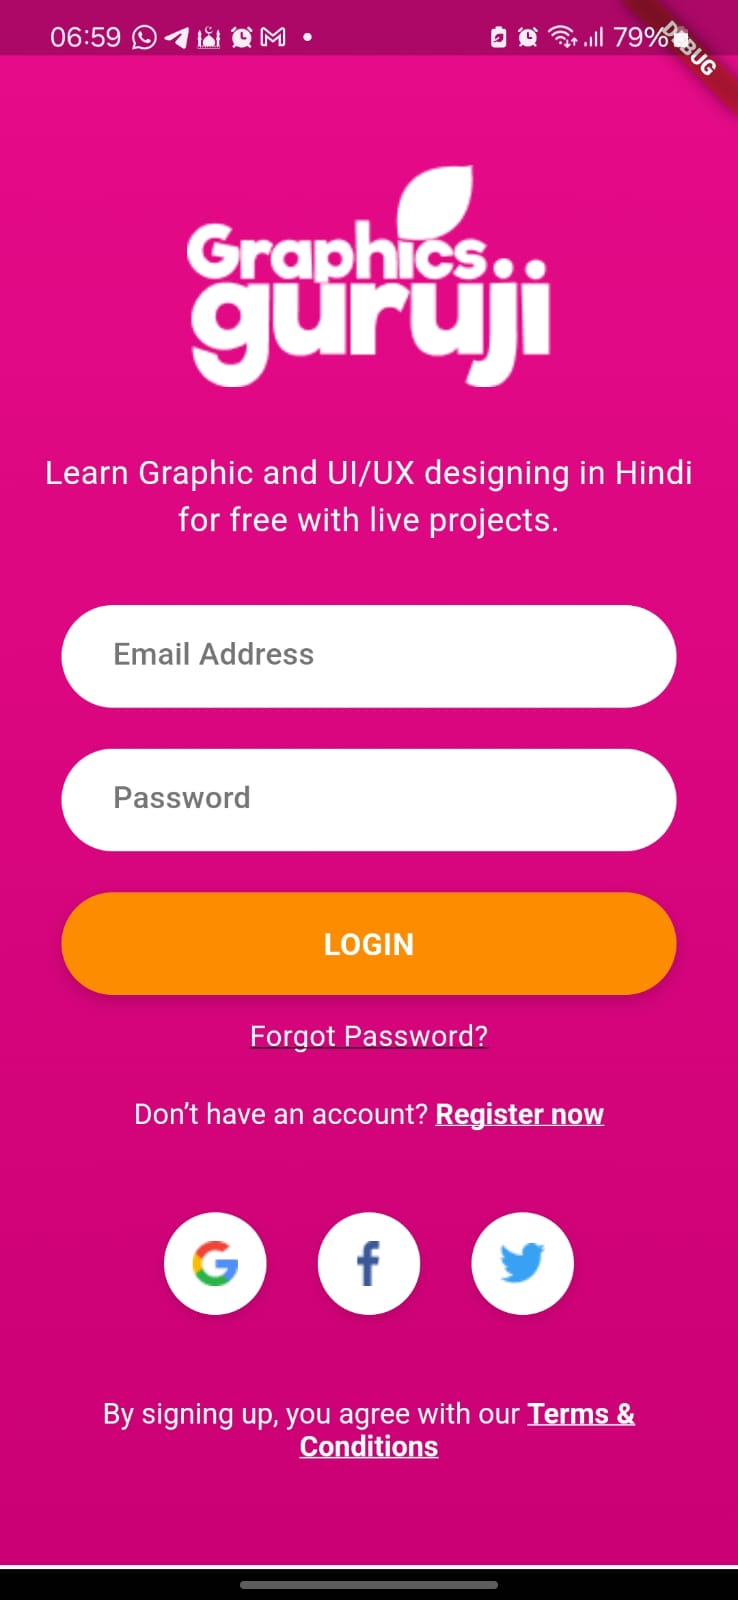 06:59
79%
DEBUG
Graphics
guruji
Learn Graphic and UI/UX designing in Hindi
for free with live projects.
Email Address
Password
LOGIN
Forgot Password?
Don’t have an account? Register now
By signing up, you agree with our Terms &
Conditions